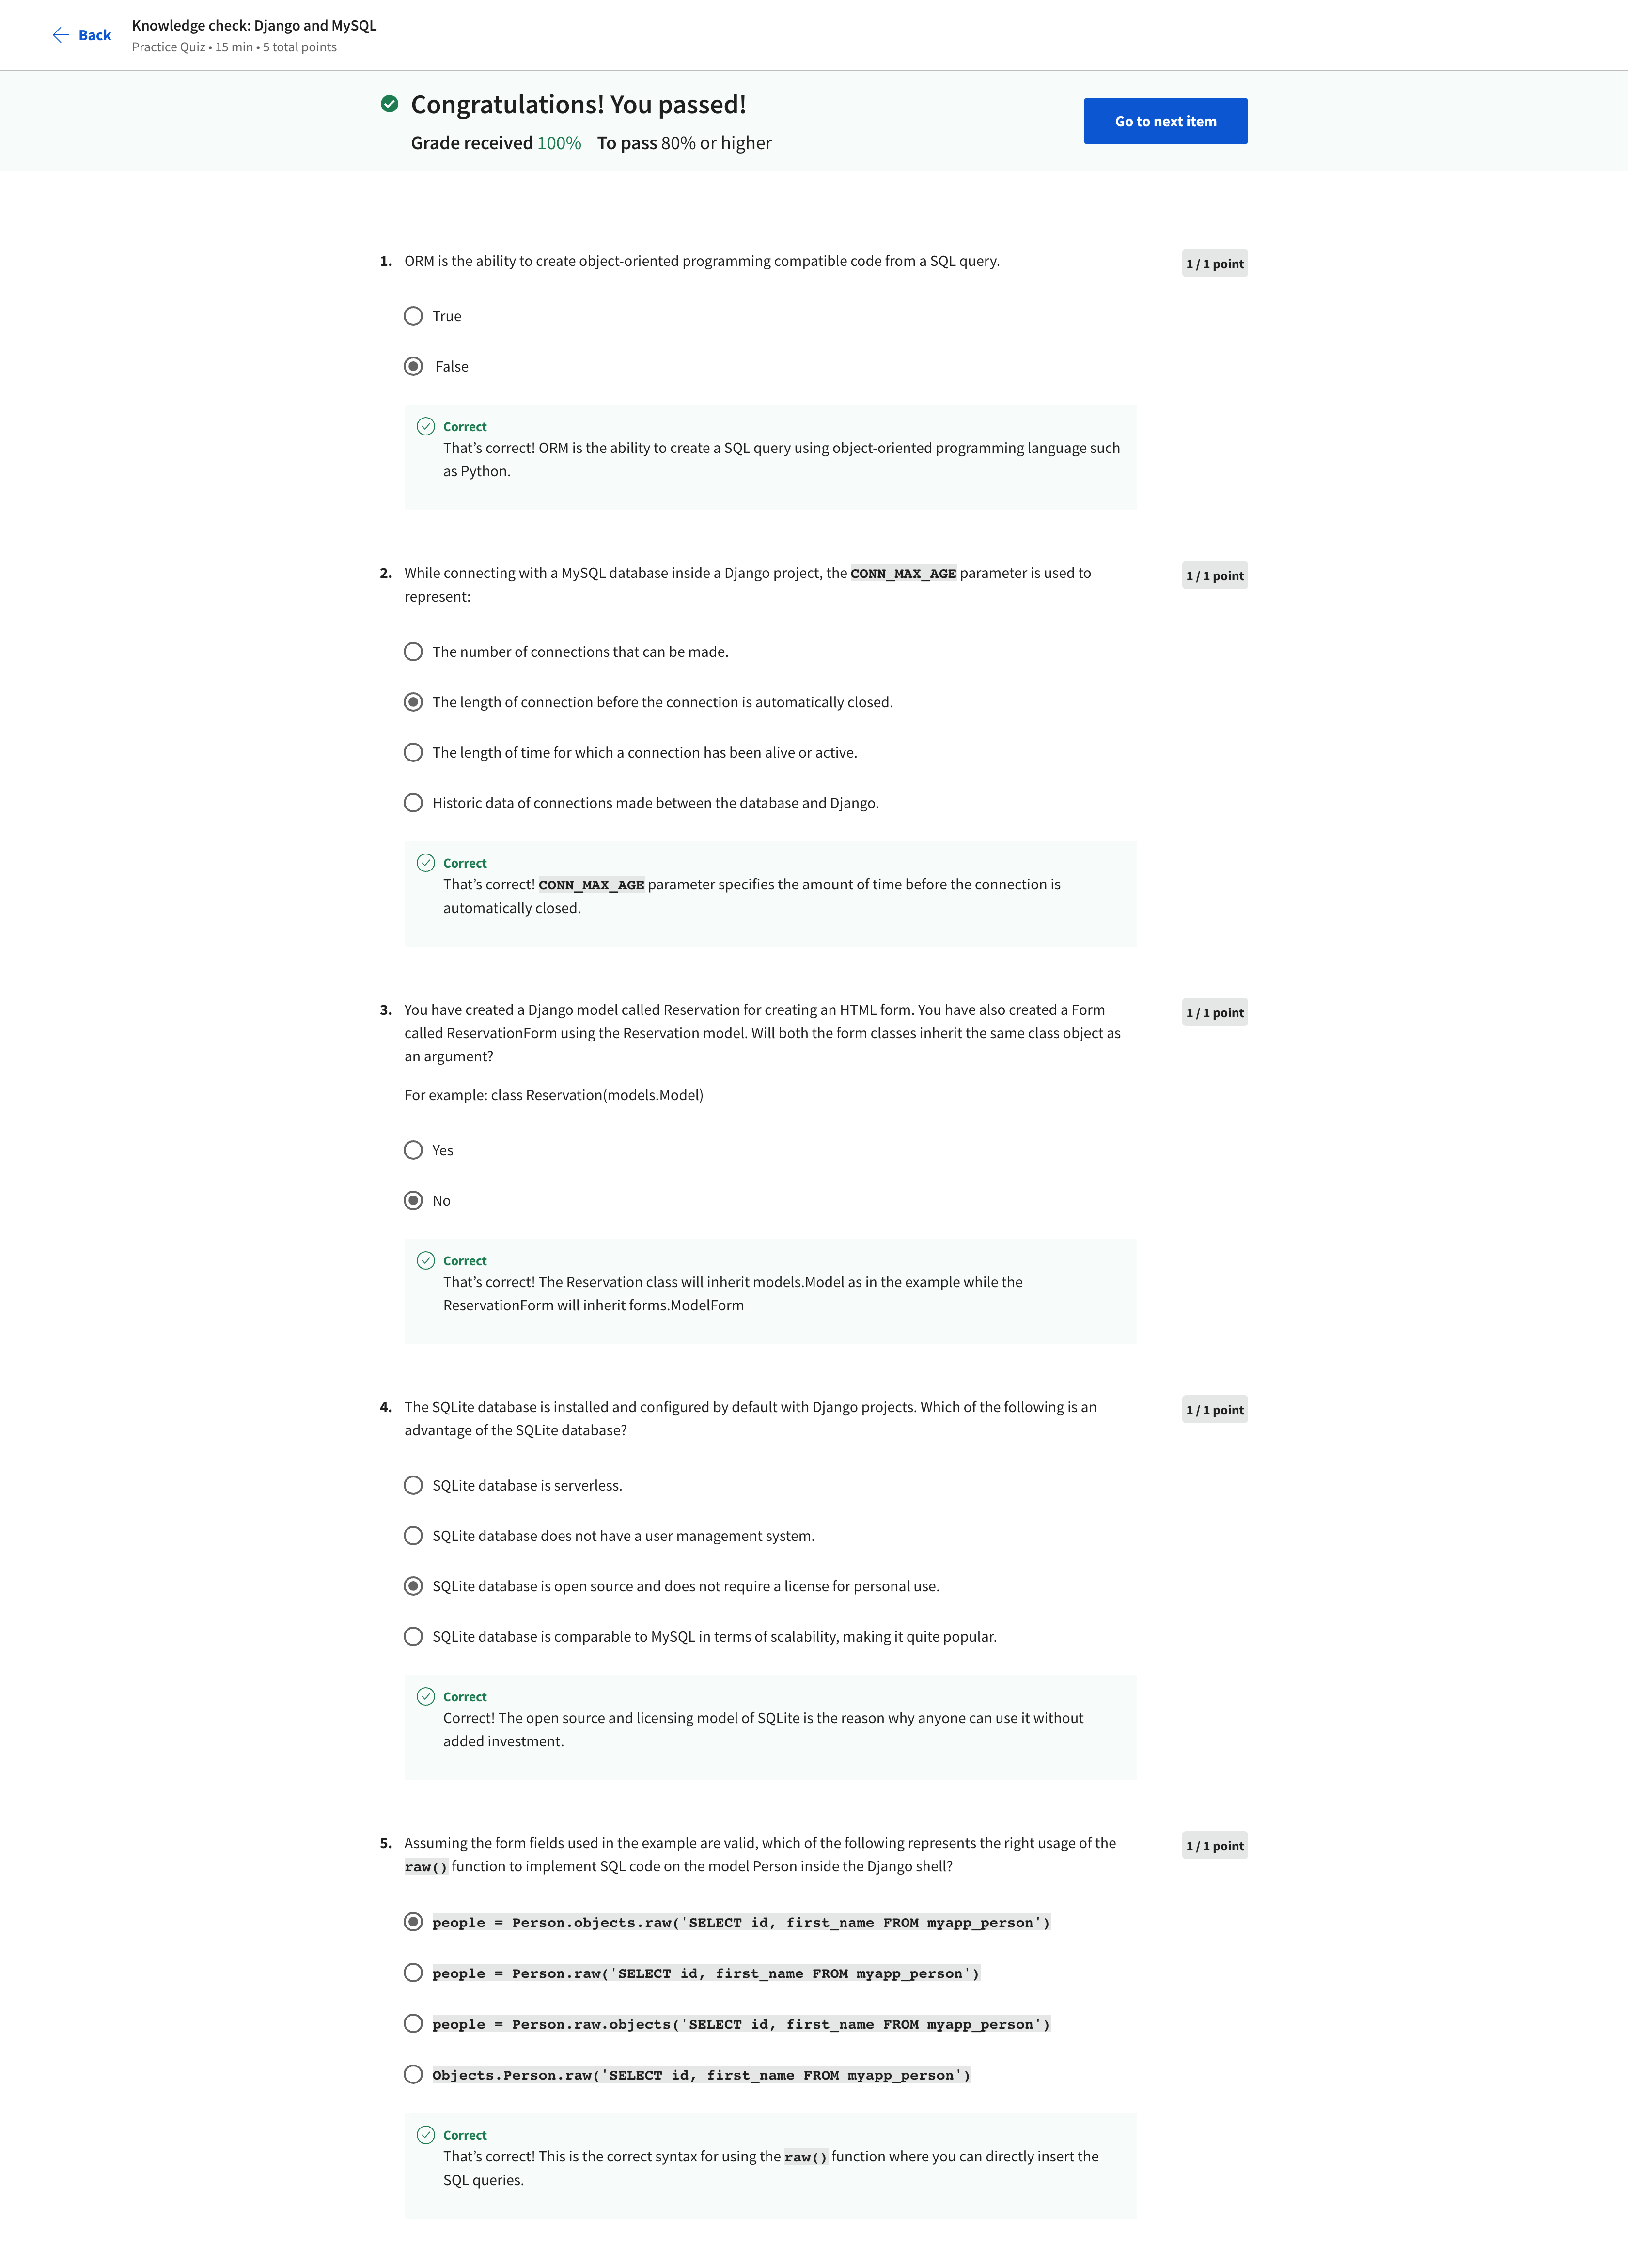 Back
Knowledge check: Django and MySQL
Practice Quiz • 15 min • 5 total points
Congratulations! You passed!
Grade received 100% To pass 80% or higher
Go to next item
1. ORM is the ability to create object-oriented programming compatible code from a SQL query.
1 / 1 point
True
False
Correct
That’s correct! ORM is the ability to create a SQL query using object-oriented programming language such
as Python.
2. While connecting with a MySQL database inside a Django project, the CONN_MAX_AGE parameter is used to
represent:
1 / 1 point
The number of connections that can be made.
The length of connection before the connection is automatically closed.
The length of time for which a connection has been alive or active.
Historic data of connections made between the database and Django.
Correct
That’s correct! CONN_MAX_AGE parameter specifies the amount of time before the connection is
automatically closed.
3. You have created a Django model called Reservation for creating an HTML form. You have also created a Form
called ReservationForm using the Reservation model. Will both the form classes inherit the same class object as
an argument?
1 / 1 point
For example: class Reservation(models.Model)
Yes
No
Correct
That’s correct! The Reservation class will inherit models.Model as in the example while the
ReservationForm will inherit forms.ModelForm
4. The SQLite database is installed and configured by default with Django projects. Which of the following is an
advantage of the SQLite database?
1 / 1 point
SQLite database is serverless.
SQLite database does not have a user management system.
SQLite database is open source and does not require a license for personal use.
SQLite database is comparable to MySQL in terms of scalability, making it quite popular.
Correct
Correct! The open source and licensing model of SQLite is the reason why anyone can use it without
added investment.
5. Assuming the form fields used in the example are valid, which of the following represents the right usage of the
raw() function to implement SQL code on the model Person inside the Django shell?
1 / 1 point
people = Person.objects.raw('SELECT id, first_name FROM myapp_person')
people = Person.raw('SELECT id, first_name FROM myapp_person')
people = Person.raw.objects('SELECT id, first_name FROM myapp_person')
Objects.Person.raw('SELECT id, first_name FROM myapp_person')
Correct
That’s correct! This is the correct syntax for using the raw() function where you can directly insert the
SQL queries.